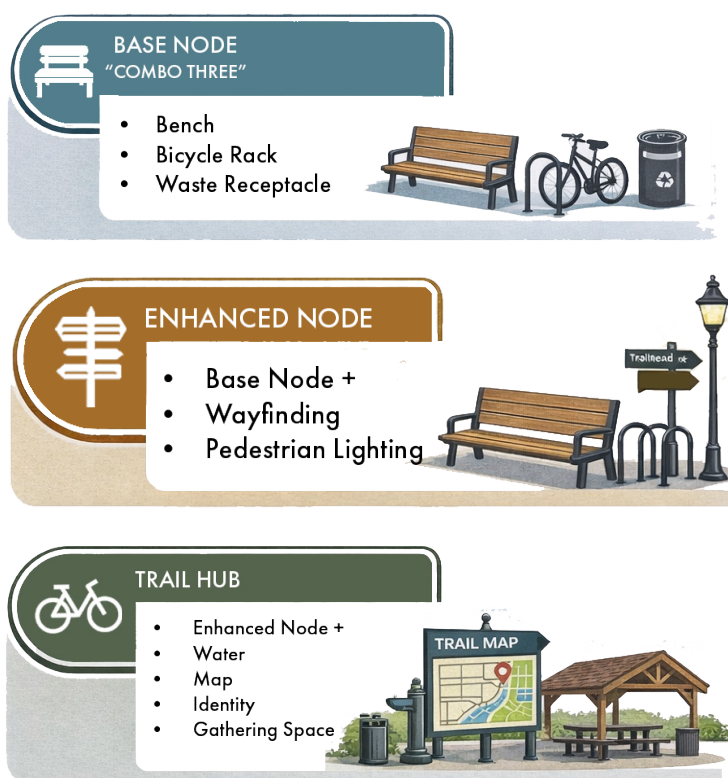 BASE NODE
“COMBO THREE”
• Bench
• Bicycle Rack
• Waste Receptacle
ENHANCED NODE
• Base Node +
• Wayfinding
• Pedestrian Lighting
Trailhead
TRAIL HUB
• Enhanced Node +
• Water
• Map
• Identity
• Gathering Space
TRAIL MAP